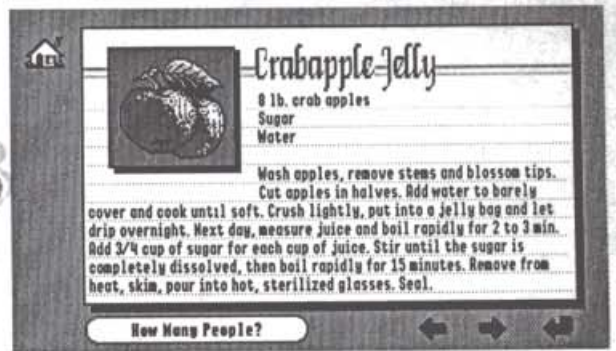 Crabapple Jelly
8 lb. crab apples
Sugar
Water
Wash apples, remove stems and blossom tips.
Cut apples in halves. Add water to barely
cover and cook until soft. Crush lightly, put into a jelly bag and let
drip overnight. Next day, measure juice and boil rapidly for 2 to 3 min.
Add 3/4 cup of sugar for each cup of juice. Stir until the sugar is
completely dissolved, then boil rapidly for 15 minutes. Remove from
heat, skim, pour into hot, sterilized glasses. Seal.
How Many People?